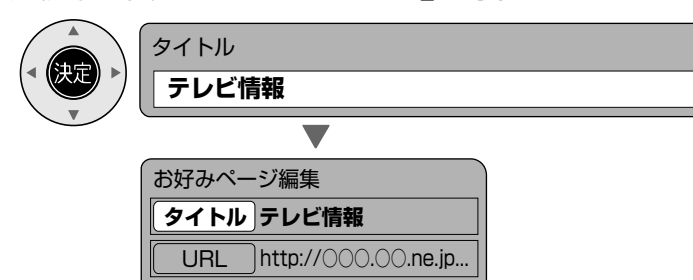 決定
タイトル
テレビ情報
お好みページ編集
タイトル テレビ情報
URL http://○○○.○○.ne.jp...